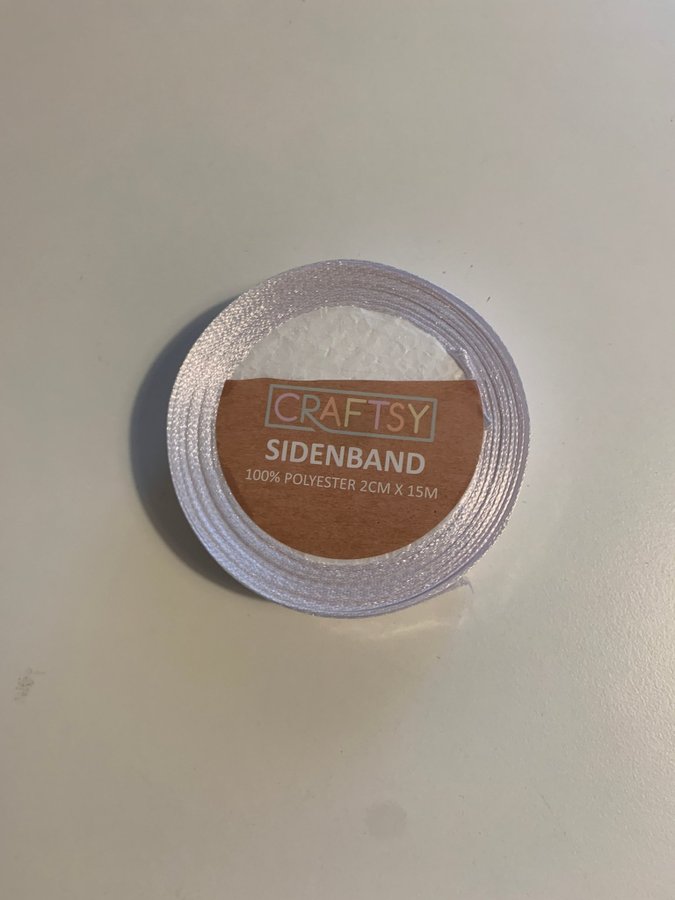 CRAFTSY
SIDENBAND
100% POLYESTER 2CM X 15M